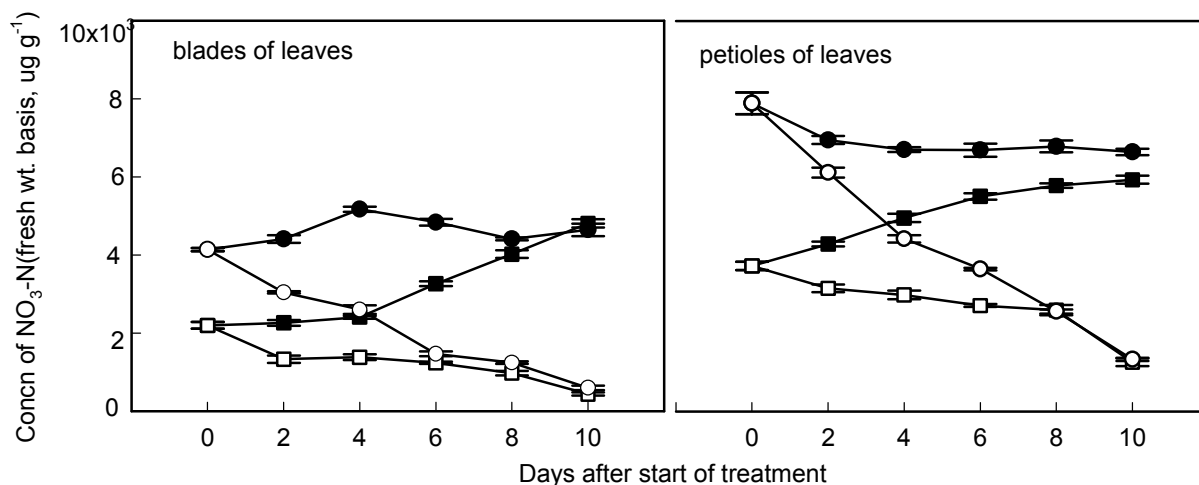 Concn of NO₃-N(fresh wt. basis, ug g⁻¹)
10x10³
8
6
4
2
0
blades of leaves
petioles of leaves
0 2 4 6 8 10
0 2 4 6 8 10
Days after start of treatment